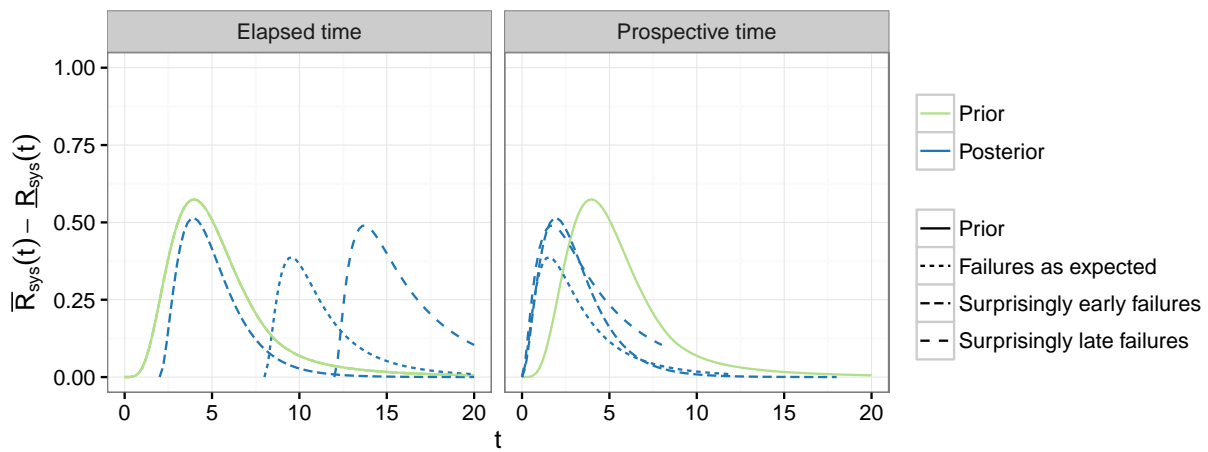 Elapsed time
Prospective time
1.00
0.75
0.50
0.25
0.00
R̅sys(t) − R̲sys(t)
0 5 10 15 20
0 5 10 15 20
t
Prior
Posterior
Prior
Failures as expected
Surprisingly early failures
Surprisingly late failures